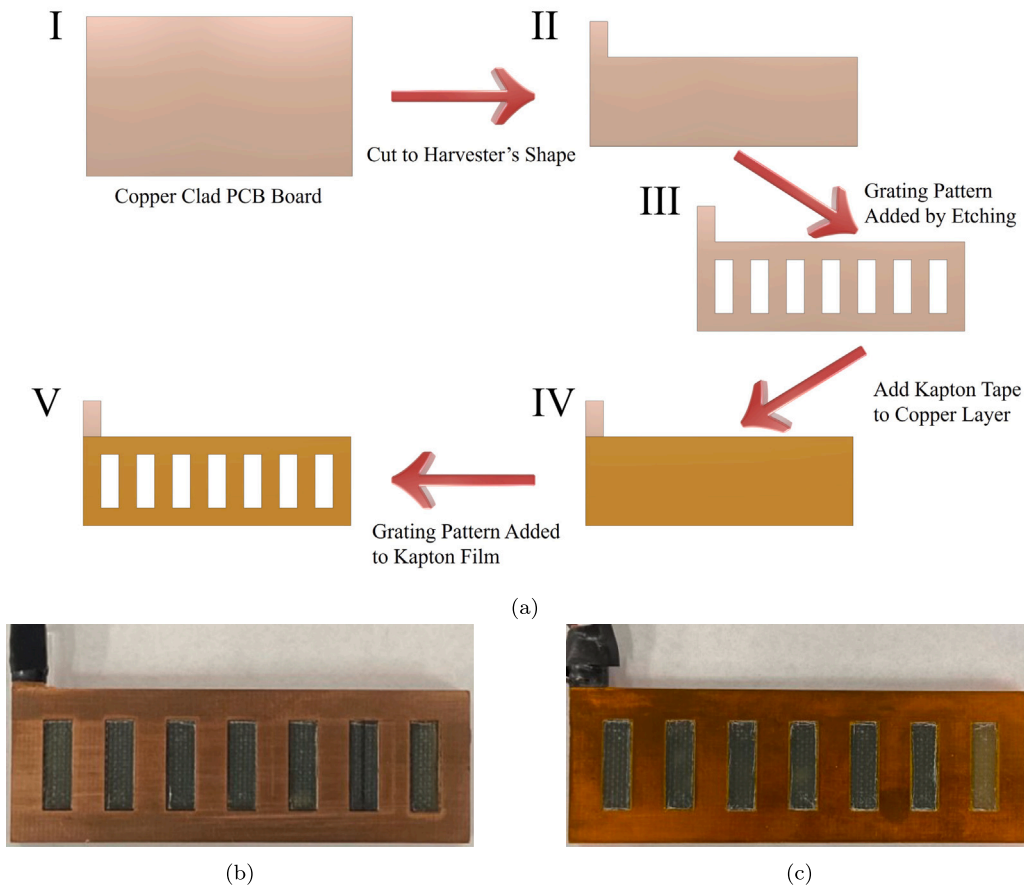 I
Copper Clad PCB Board
Cut to Harvester's Shape
II
Grating Pattern
Added by Etching
III
Add Kapton Tape
to Copper Layer
IV
Grating Pattern Added
to Kapton Film
V
(a)
(b)
(c)